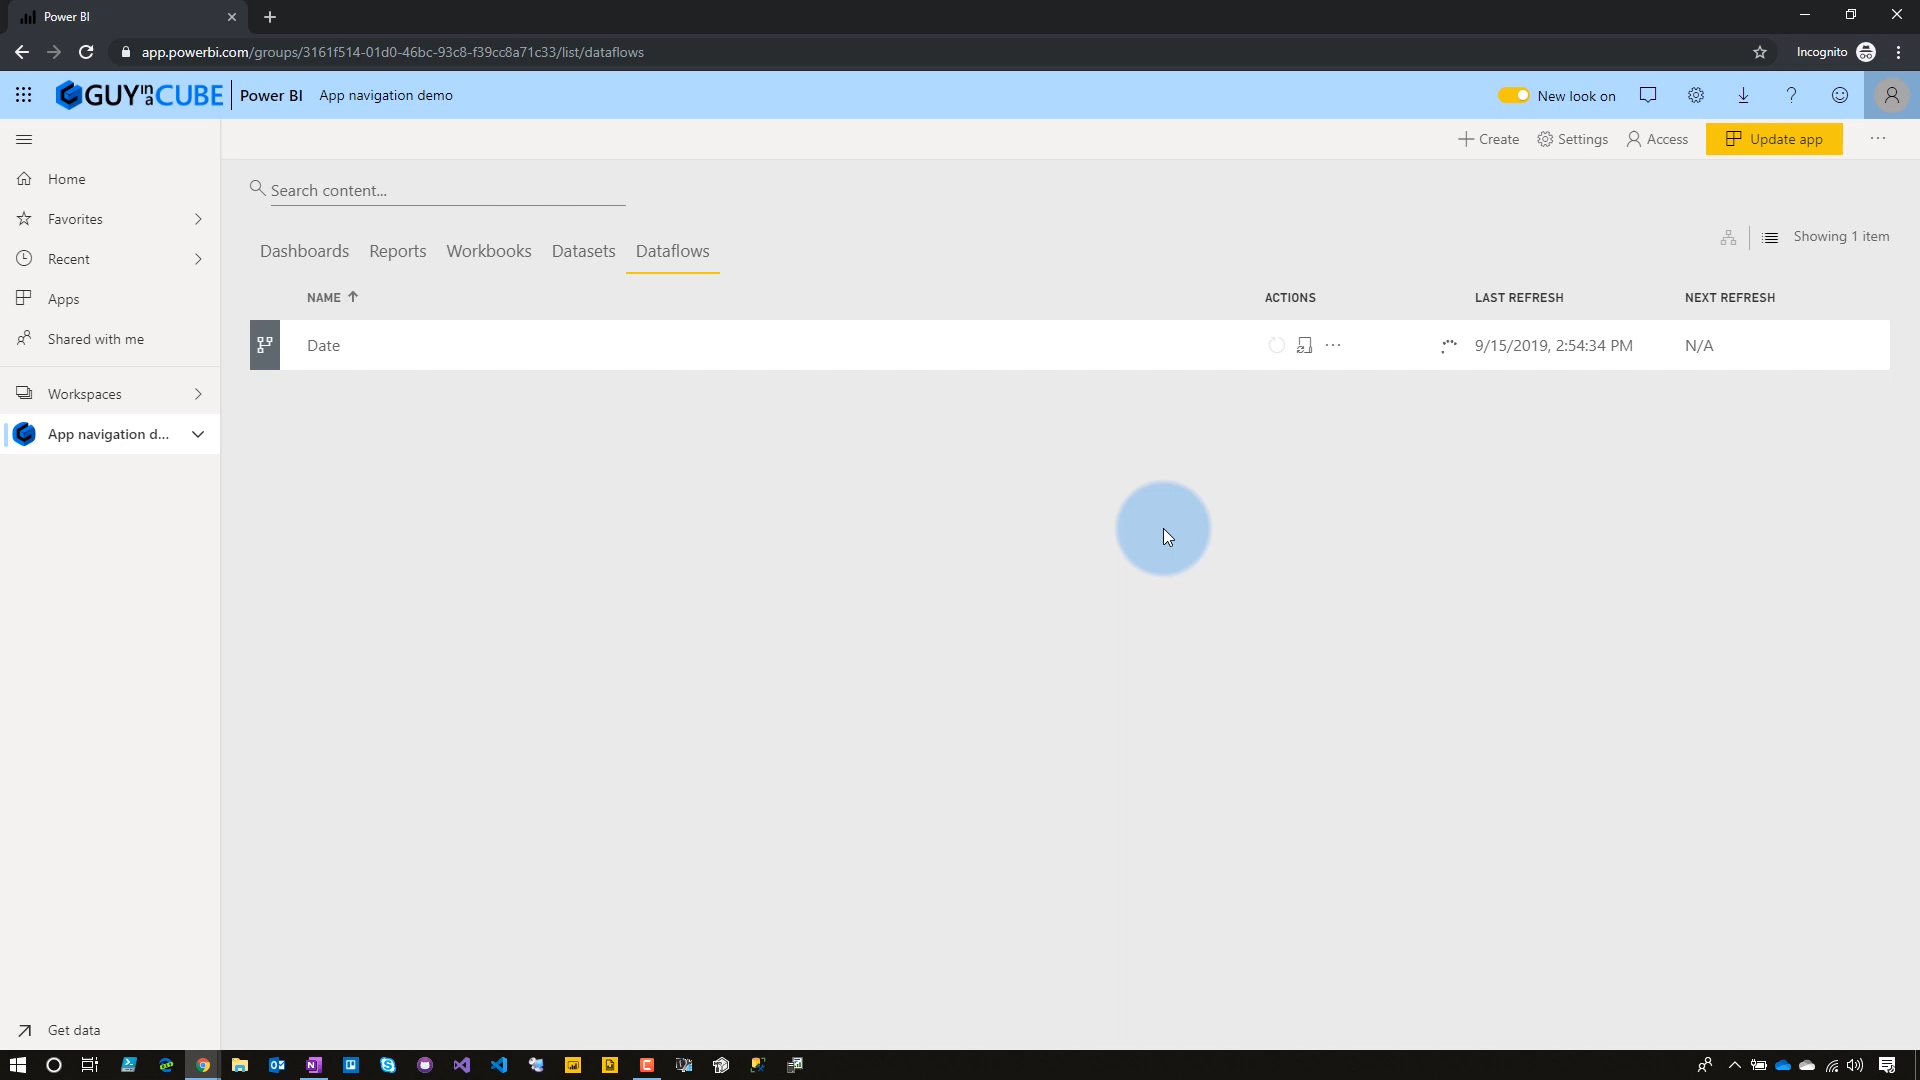 Power BI
app.powerbi.com/groups/3161f514-01d0-46bc-93c8-f39cc8a71c33/list/dataflows
Incognito
GUY in a CUBE
Power BI
App navigation demo
New look on
Create
Settings
Access
Update app
Home
Favorites
Recent
Apps
Shared with me
Workspaces
App navigation d...
Get data
Search content...
Dashboards
Reports
Workbooks
Datasets
Dataflows
Showing 1 item
NAME
ACTIONS
LAST REFRESH
NEXT REFRESH
Date
9/15/2019, 2:54:34 PM
N/A